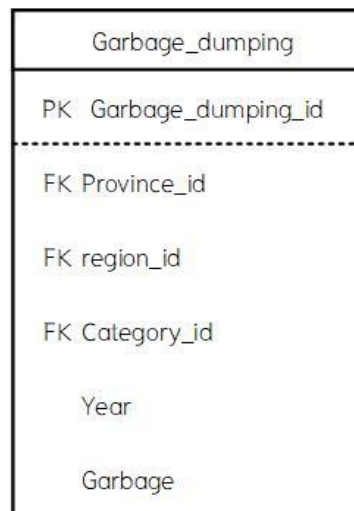 Garbage_dumping
PK Garbage_dumping_id
FK Province_id
FK region_id
FK Category_id
Year
Garbage